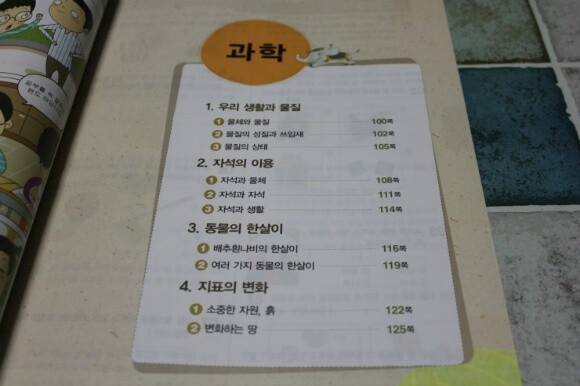 과학
1. 우리 생활과 물질
1 물체와 물질 100쪽
2 물질의 성질과 쓰임새 102쪽
3 물질의 상태 105쪽
2. 자석의 이용
1 자석과 물체 108쪽
2 자석과 자석 111쪽
3 자석과 생활 114쪽
3. 동물의 한살이
1 배추흰나비의 한살이 116쪽
2 여러 가지 동물의 한살이 119쪽
4. 지표의 변화
1 소중한 자원, 흙 122쪽
2 변화하는 땅 125쪽